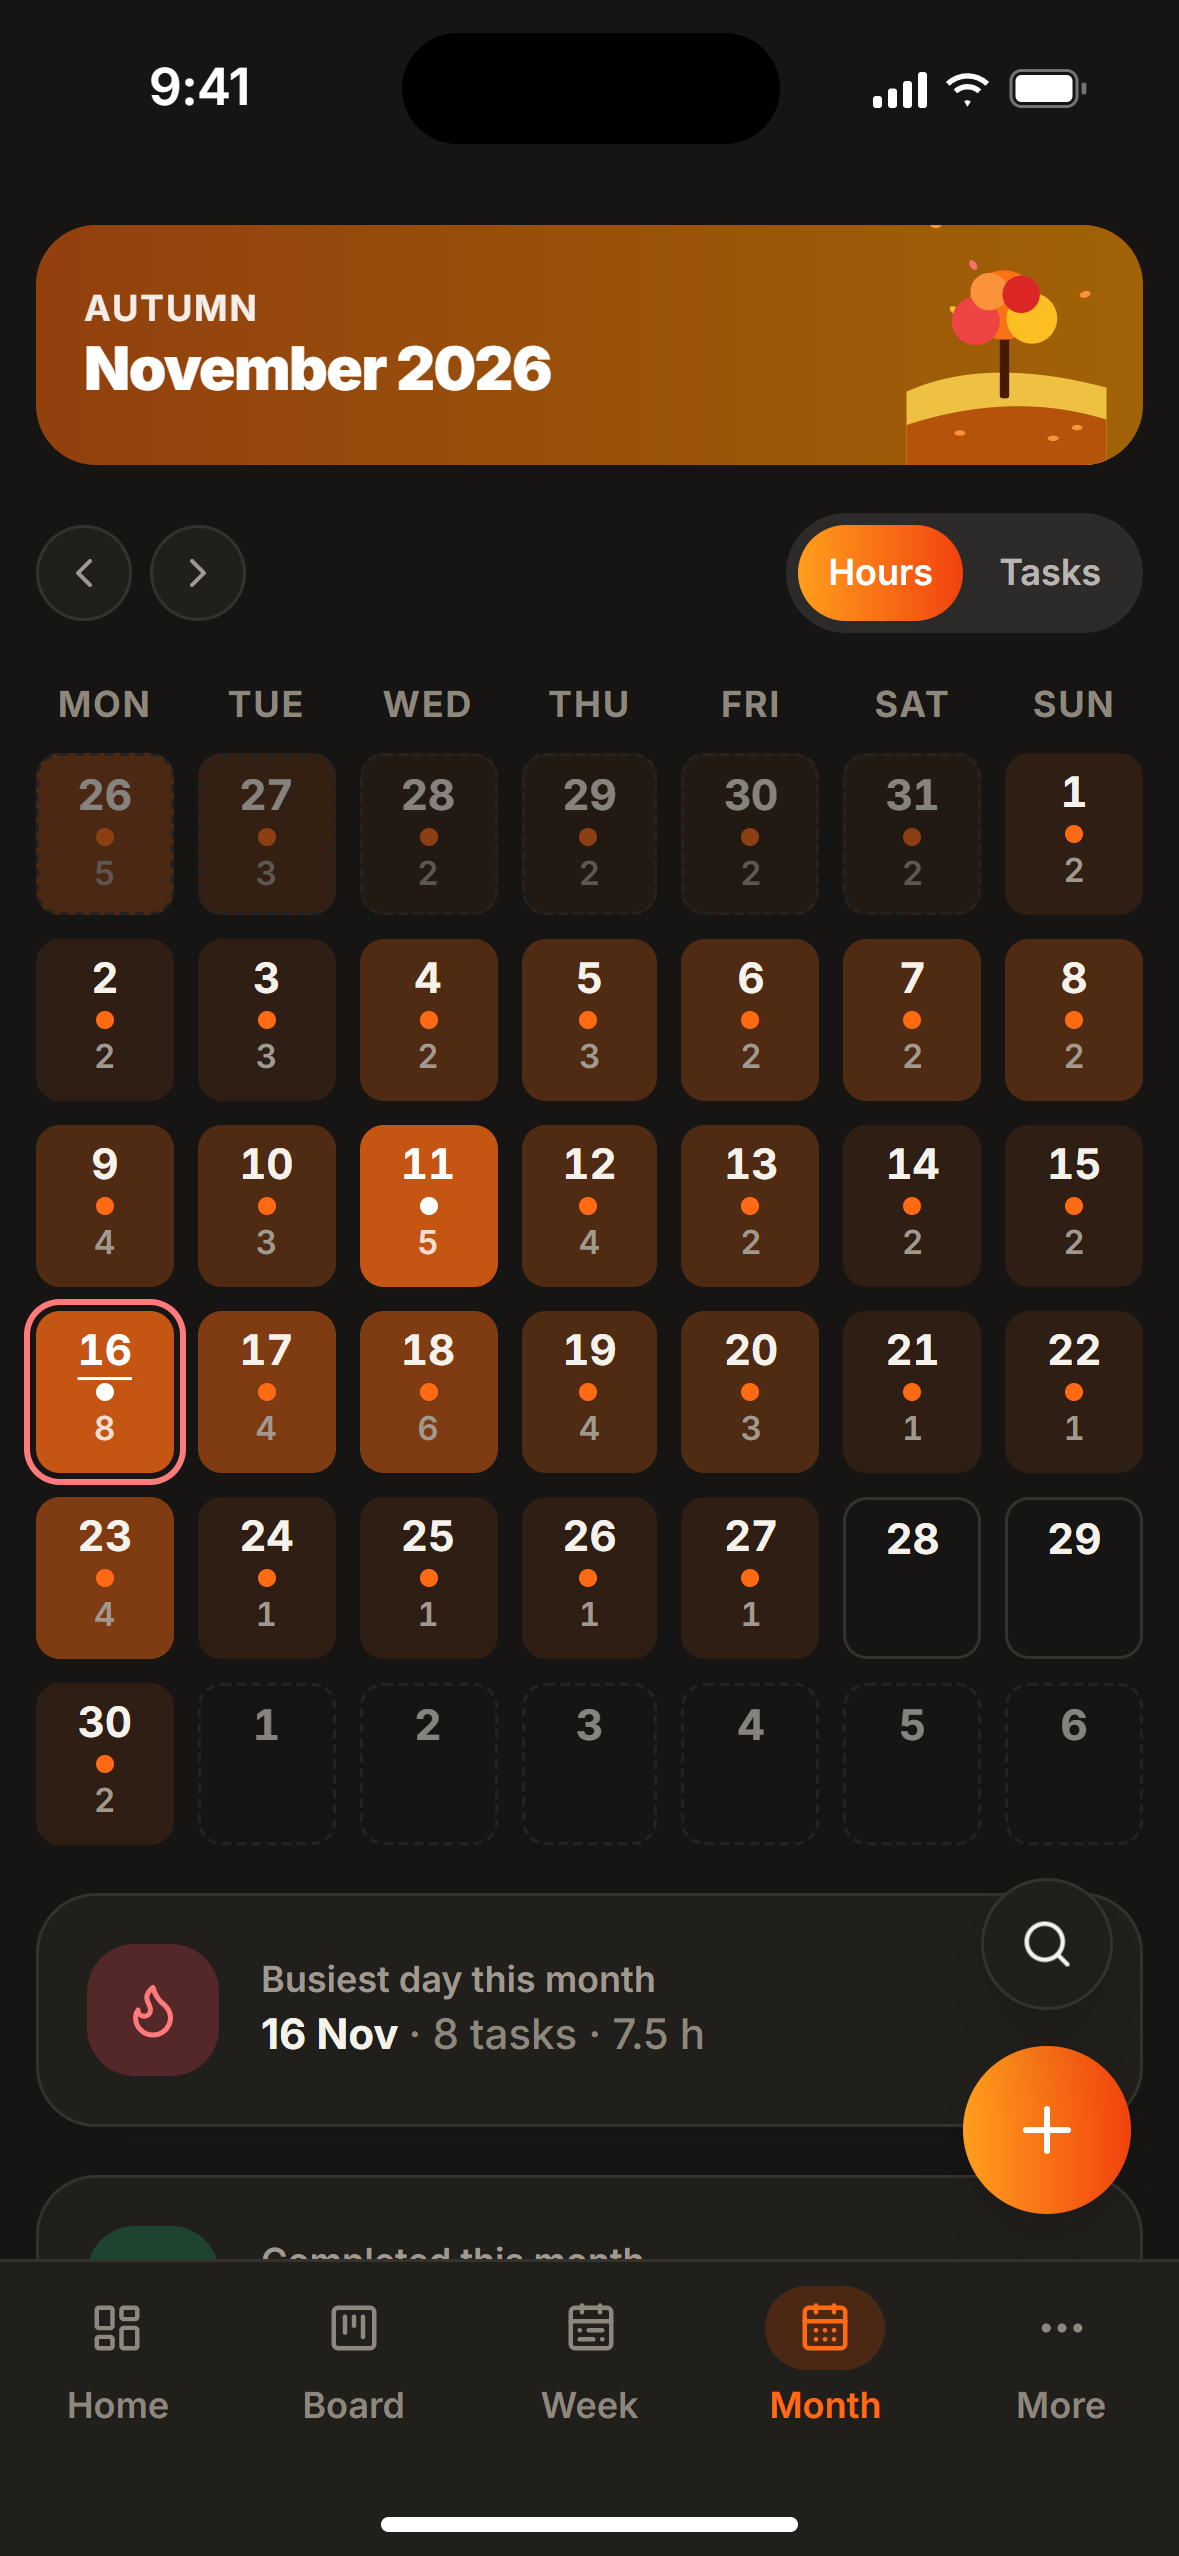 9:41
AUTUMN
November 2026
Hours Tasks
MON TUE WED THU FRI SAT SUN
26 27 28 29 30 31 1
5 3 2 2 2 2 2
2 3 4 5 6 7 8
2 3 2 3 2 2 2
9 10 11 12 13 14 15
4 3 5 4 2 2 2
16 17 18 19 20 21 22
8 4 6 4 3 1 1
23 24 25 26 27 28 29
4 1 1 1 1
30 1 2 3 4 5 6
2
Busiest day this month
16 Nov · 8 tasks · 7.5 h
Completed this month
Home Board Week Month More